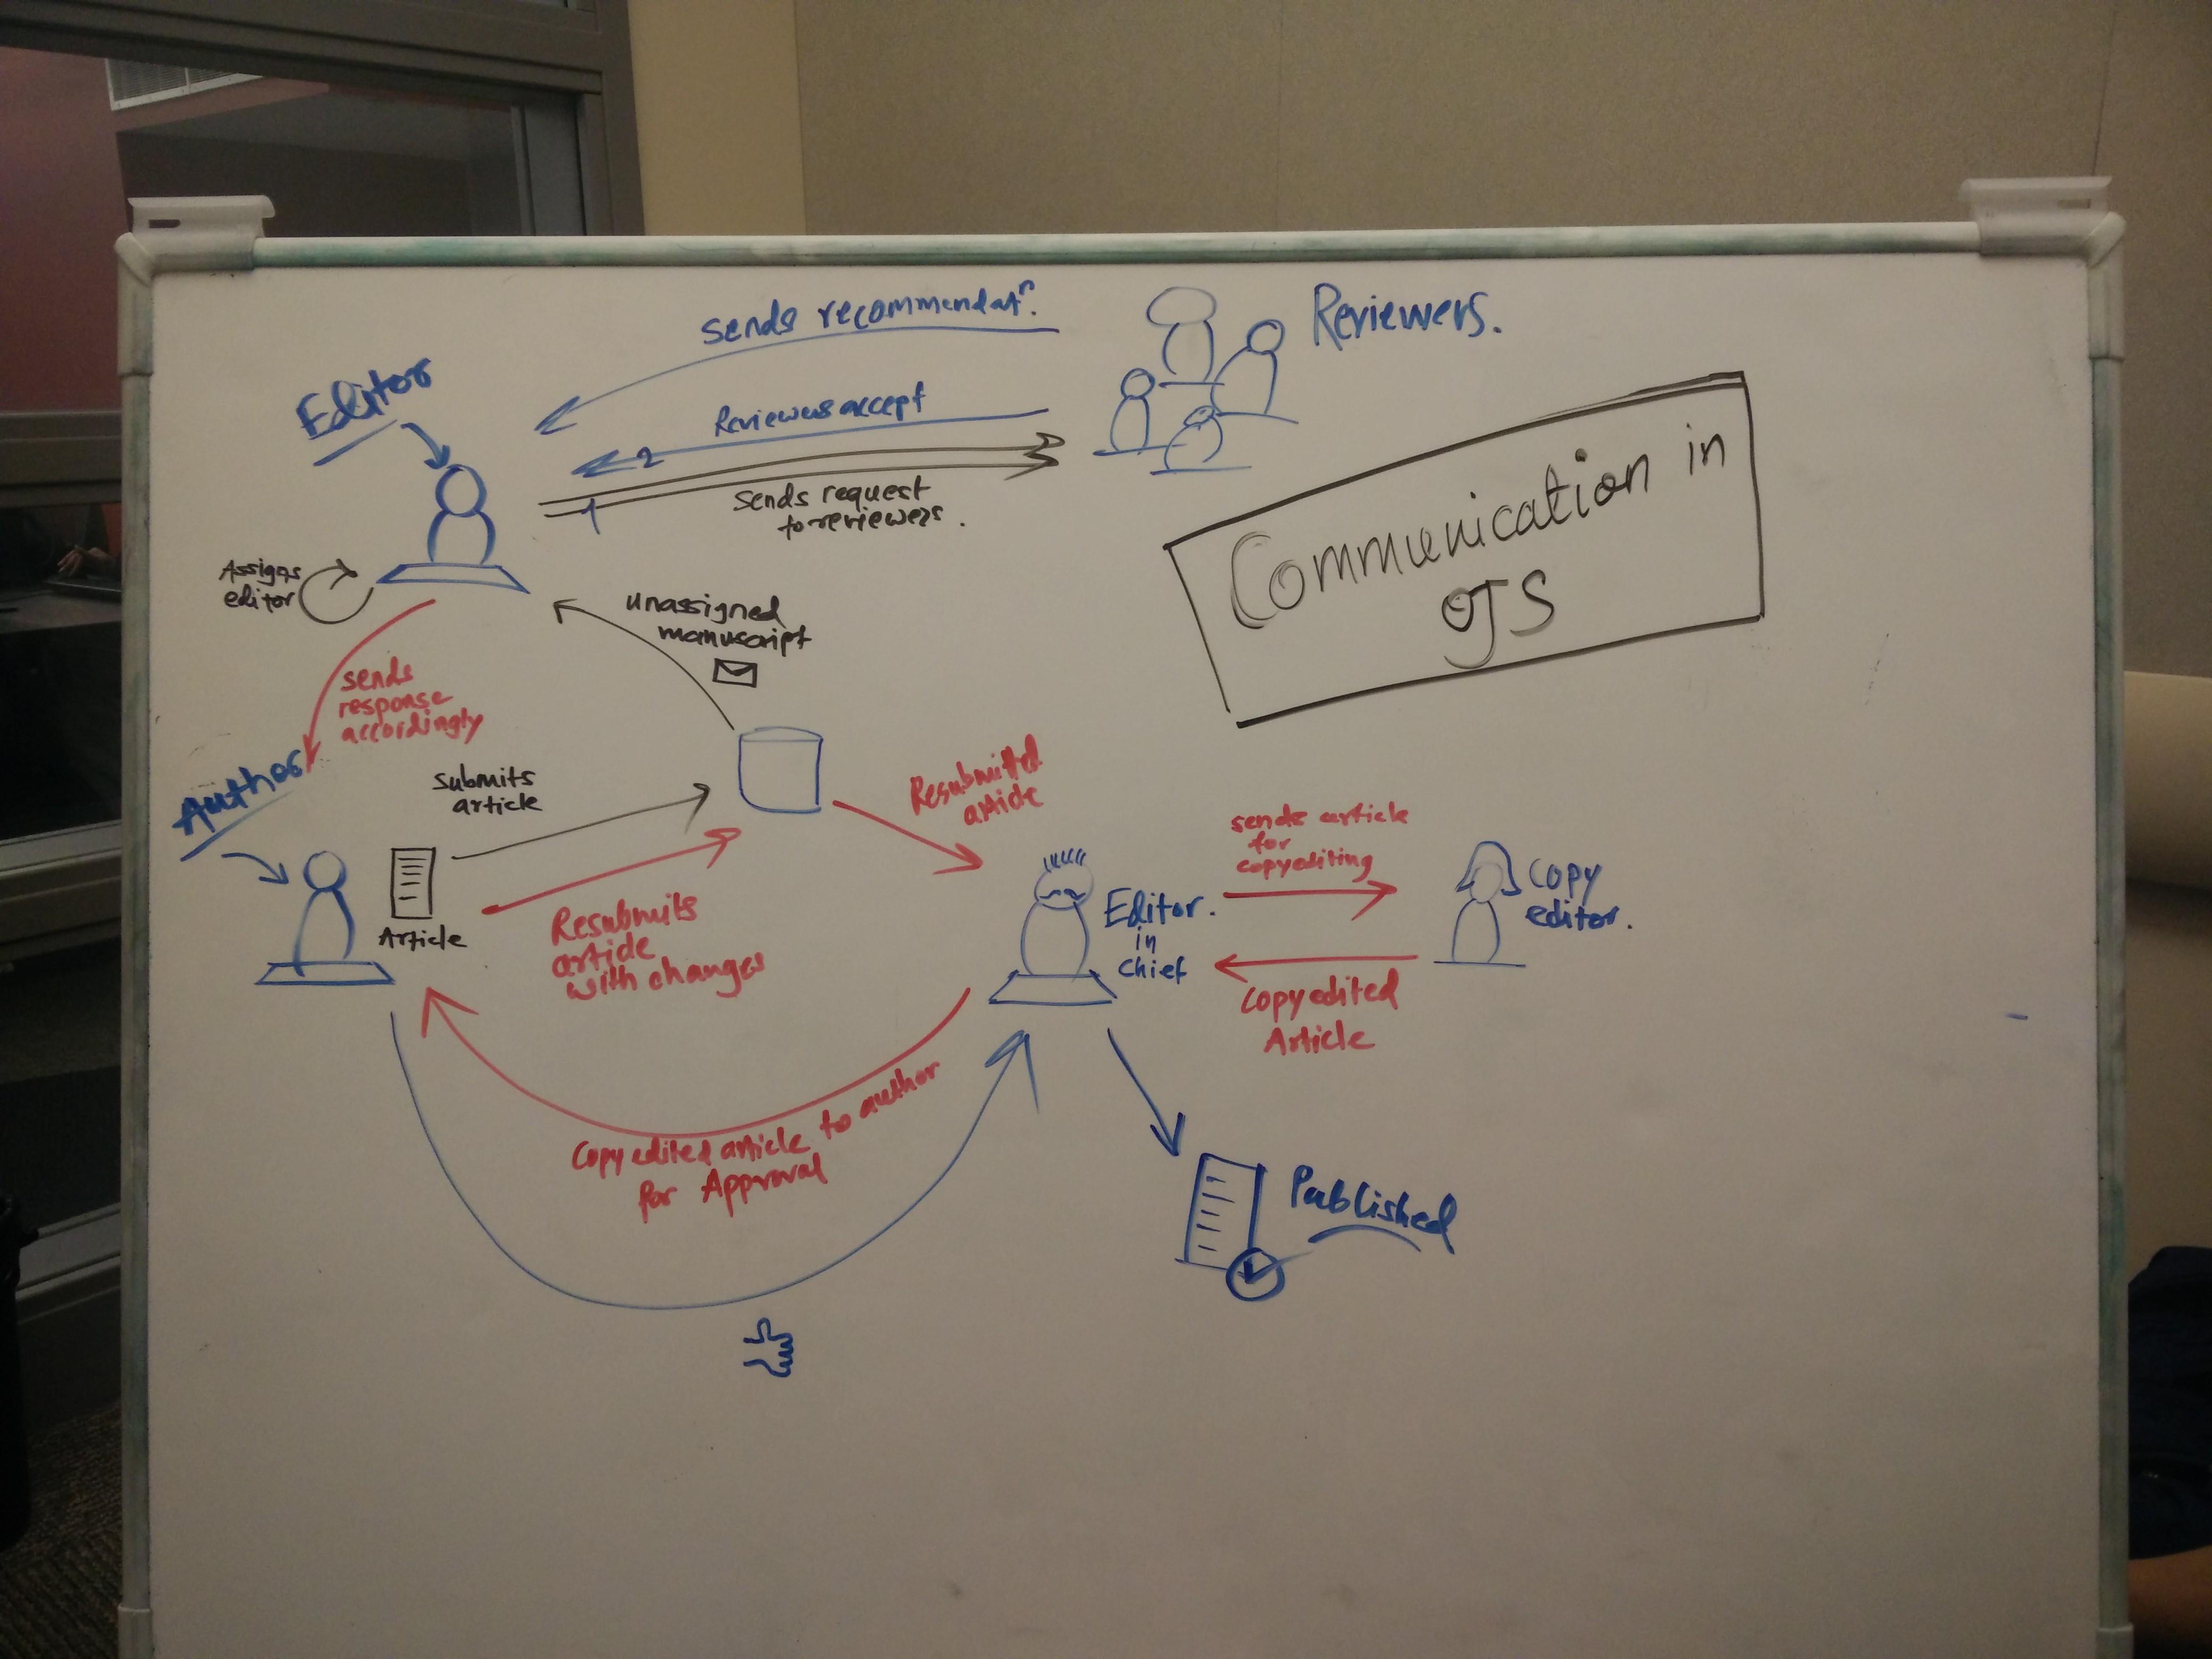 Sends recommendatⁿ.
Reviewers.
Editor
Reviewers accept
2
1
Sends request
to reviewers.
Communication in
OJS
Assigns
editor
unassigned
manuscript
sends
response
accordingly
Author
submits
article
Article
Resubmits
article
with changes
Resubmitted
article
Editor.
in
chief
sends article
for
copyediting
Copy
editor.
Copyedited
Article
Copy edited article to author
for Approval
Published